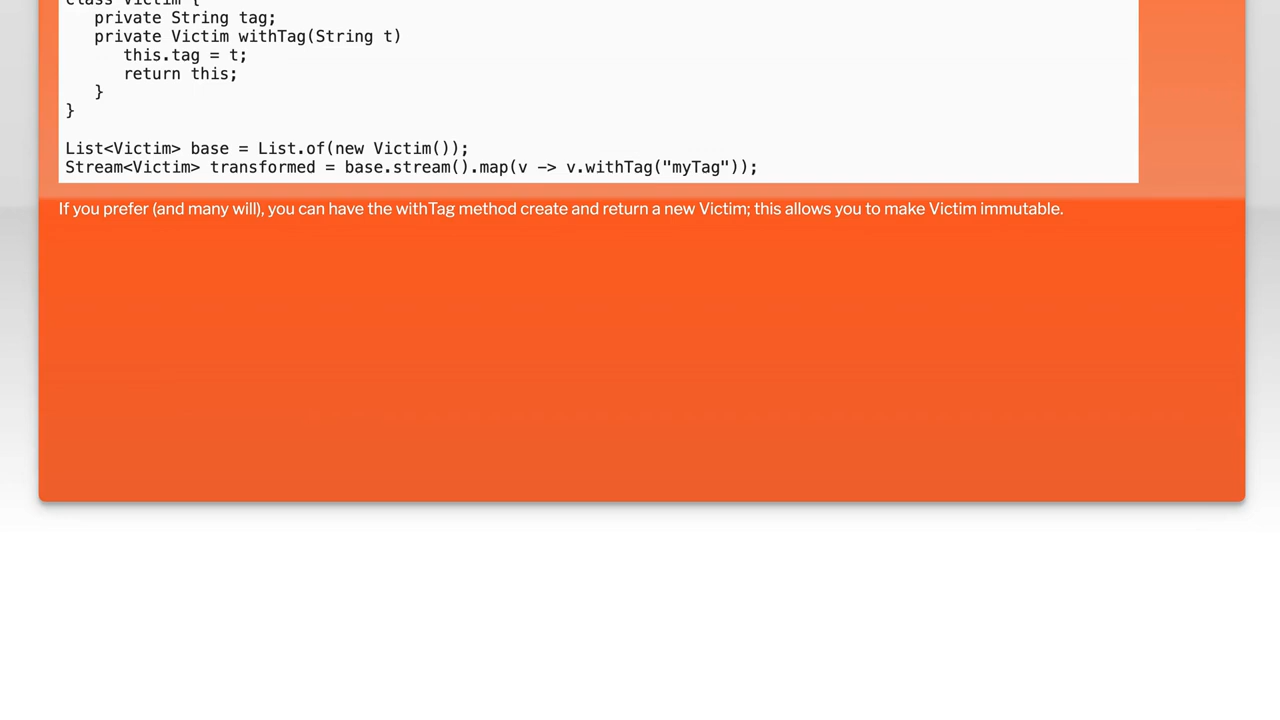 class Victim {
   private String tag;
   private Victim withTag(String t)
      this.tag = t;
      return this;
   }
}

List<Victim> base = List.of(new Victim());
Stream<Victim> transformed = base.stream().map(v -> v.withTag("myTag"));
If you prefer (and many will), you can have the withTag method create and return a new Victim; this allows you to make Victim immutable.